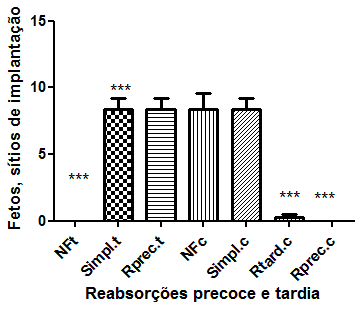 Fetos, sítios de implantação
15
10
5
0
***
***
***
***
NFt
Simpl.t
Rprec.t
NFc
Simpl.c
Rtard.c
Rprec.c
Reabsorções precoce e tardia